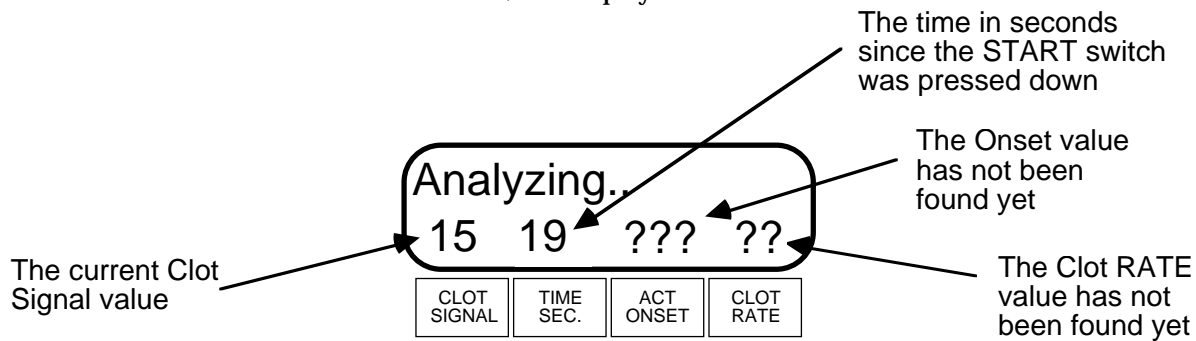 The time in seconds
since the START switch
was pressed down
The Onset value
has not been
found yet
Analyzing..
15 19 ??? ??
The current Clot
Signal value
The Clot RATE
value has not
been found yet
CLOT SIGNAL
TIME SEC.
ACT ONSET
CLOT RATE